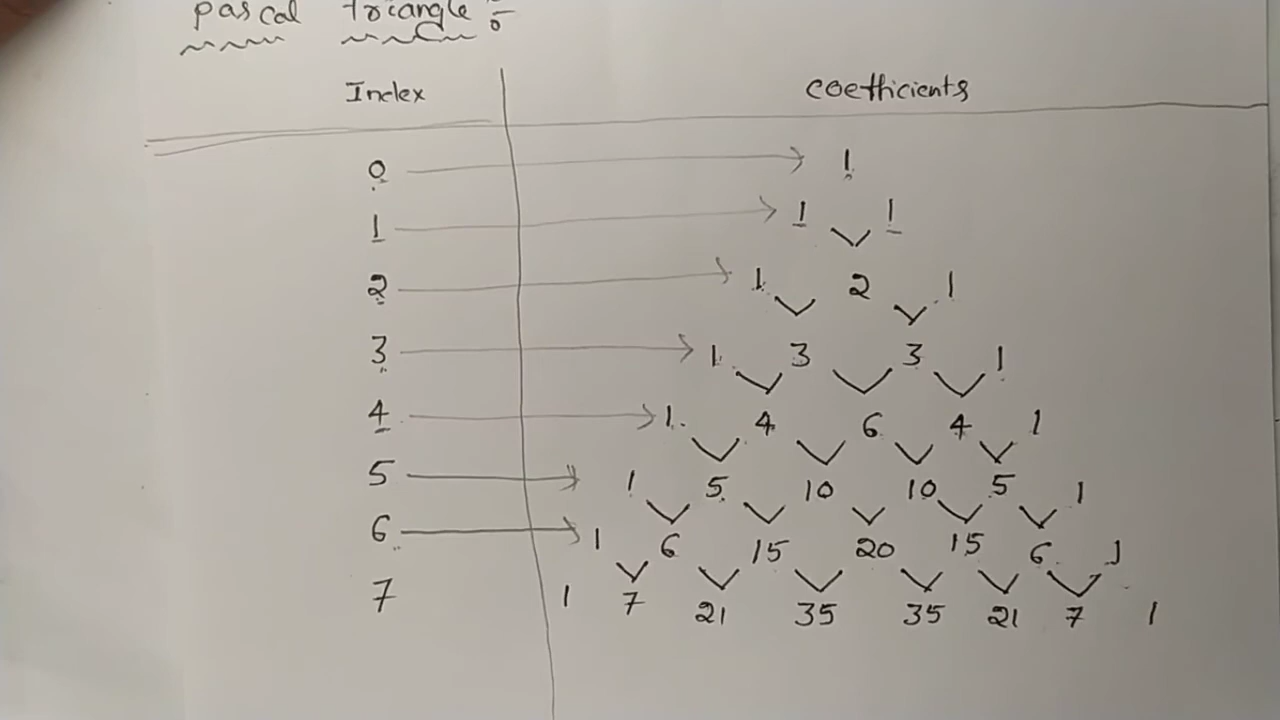 pascal triangle :-
Index coefficients
0 → 1
1 → 1 1
2 → 1 2 1
3 → 1 3 3 1
4 → 1 4 6 4 1
5 → 1 5 10 10 5 1
6 → 1 6 15 20 15 6 1
7 1 7 21 35 35 21 7 1